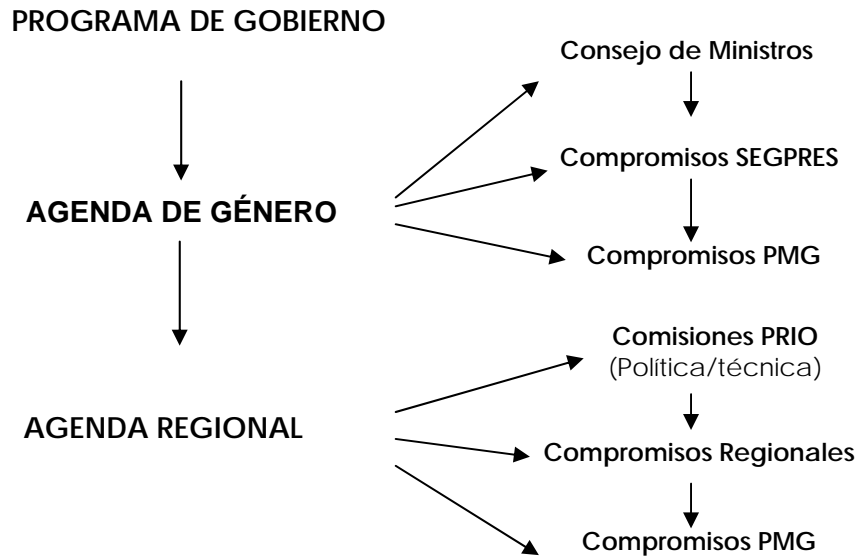 PROGRAMA DE GOBIERNO
Consejo de Ministros
Compromisos SEGPRES
AGENDA DE GÉNERO
Compromisos PMG
Comisiones PRIO
(Política/técnica)
AGENDA REGIONAL
Compromisos Regionales
Compromisos PMG